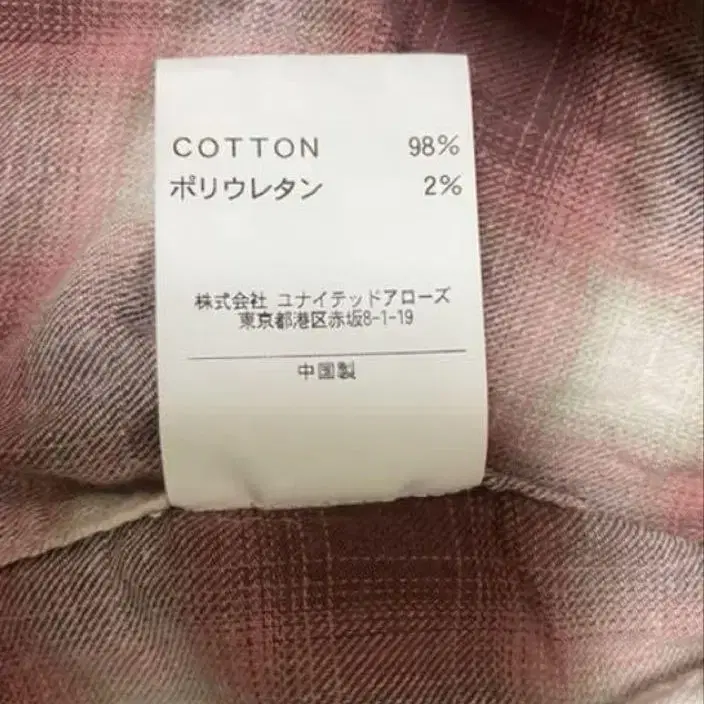 COTTON 98%
ポリウレタン 2%
株式会社 ユナイテッドアローズ
東京都港区赤坂8-1-19
中国製